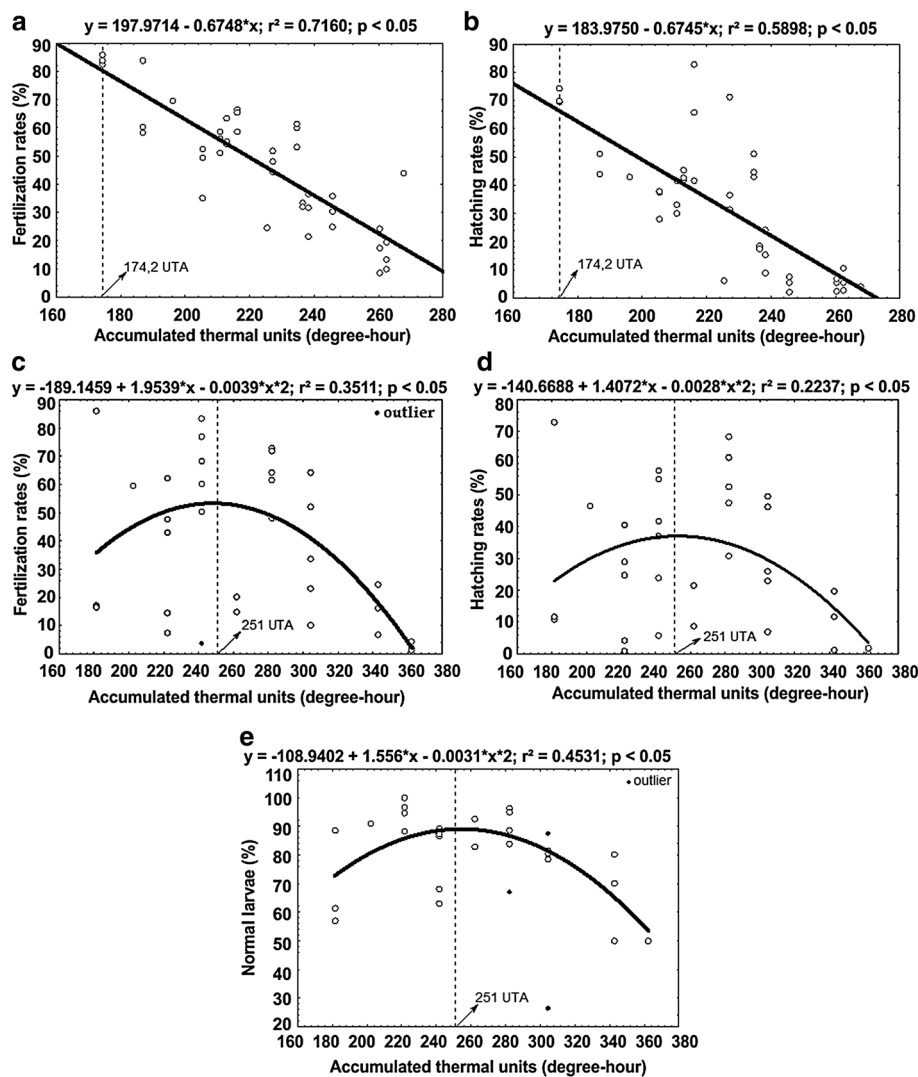 a
y = 197.9714 - 0.6748*x; r² = 0.7160; p < 0.05
Fertilization rates (%)
90
80
70
60
50
40
30
20
10
0
174,2 UTA
160 180 200 220 240 260 280
Accumulated thermal units (degree-hour)
b
y = 183.9750 - 0.6745*x; r² = 0.5898; p < 0.05
Hatching rates (%)
90
80
70
60
50
40
30
20
10
0
174,2 UTA
160 180 200 220 240 260 280
Accumulated thermal units (degree-hour)
c
y = -189.1459 + 1.9539*x - 0.0039*x*2; r² = 0.3511; p < 0.05
outlier
Fertilization rates (%)
90
80
70
60
50
40
30
20
10
0
251 UTA
160 180 200 220 240 260 280 300 320 340 360 380
Accumulated thermal units (degree-hour)
d
y = -140.6688 + 1.4072*x - 0.0028*x*2; r² = 0.2237; p < 0.05
Hatching rates (%)
80
70
60
50
40
30
20
10
0
251 UTA
160 180 200 220 240 260 280 300 320 340 360 380
Accumulated thermal units (degree-hour)
e
y = -108.9402 + 1.556*x - 0.0031*x*2; r² = 0.4531; p < 0.05
outlier
Normal larvae (%)
110
100
90
80
70
60
50
40
30
20
251 UTA
160 180 200 220 240 260 280 300 320 340 360 380
Accumulated thermal units (degree-hour)